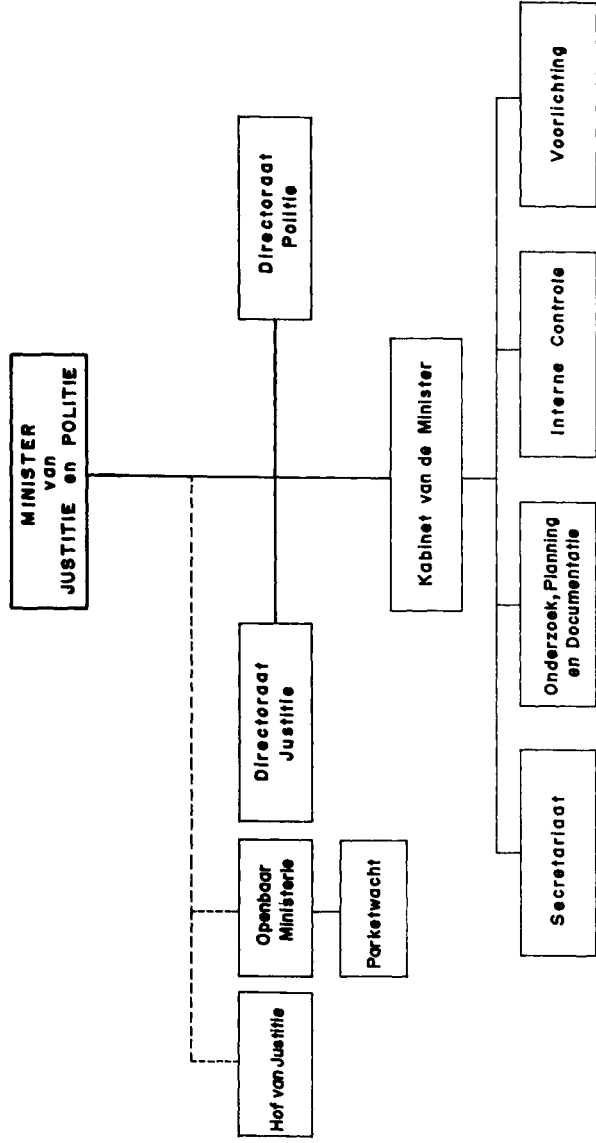 MINISTER
van
JUSTITIE en POLITIE
Hof van Justitie
Openbaar
Ministerie
Directoraat
Justitie
Directoraat
Politie
Parketwacht
Kabinet van de Minister
Secretariaat
Onderzoek, Planning
en Documentatie
Interne Controle
Voorlichting